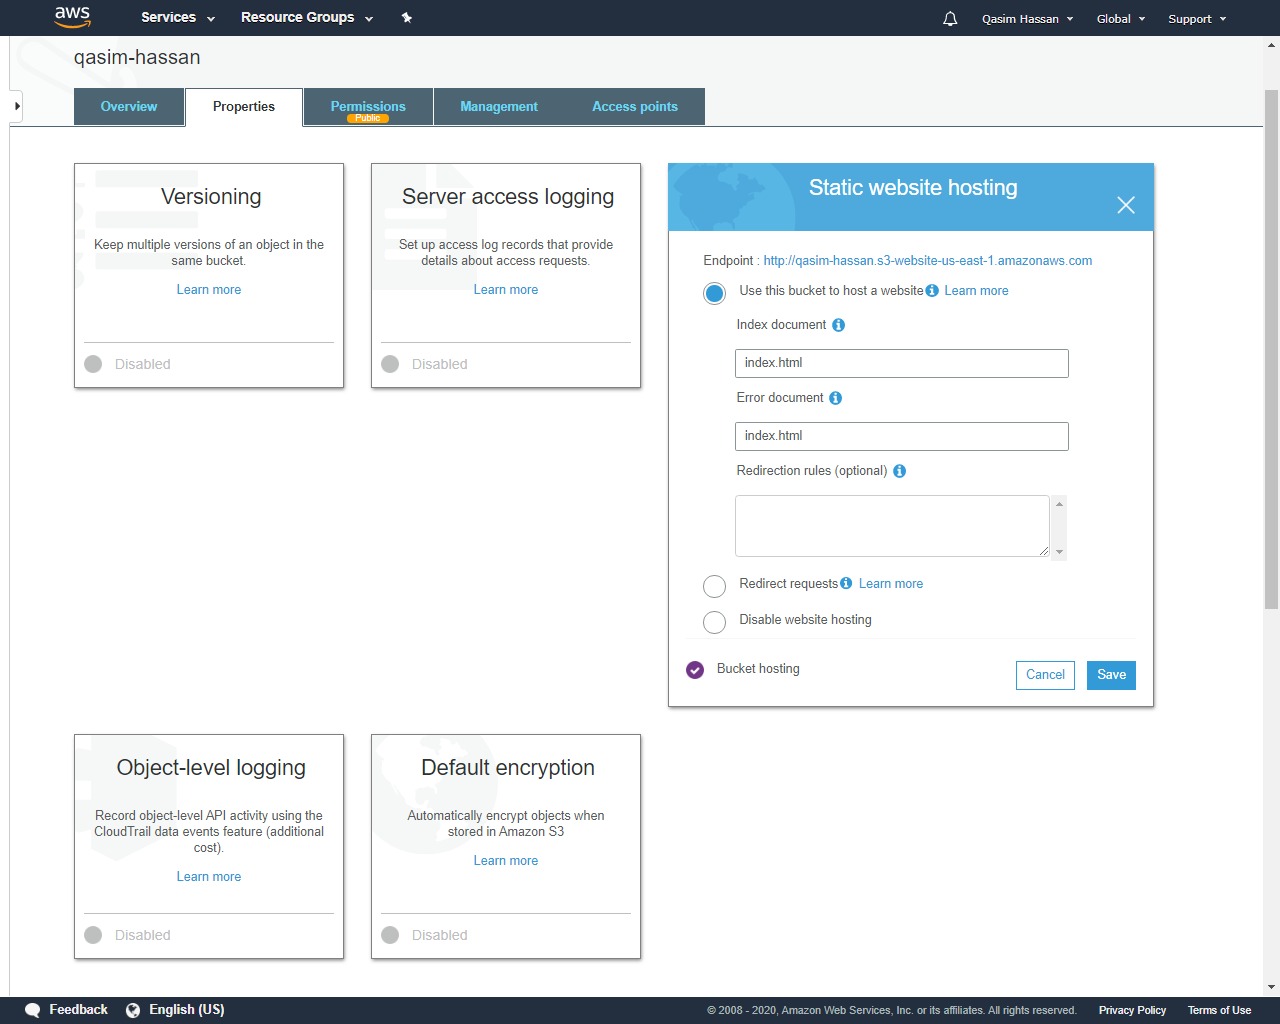 aws
Services
Resource Groups
Qasim Hassan
Global
Support
qasim-hassan
Overview
Properties
Permissions
Public
Management
Access points
Versioning
Keep multiple versions of an object in the
same bucket.
Learn more
Disabled
Server access logging
Set up access log records that provide
details about access requests.
Learn more
Disabled
Static website hosting
Endpoint : http://qasim-hassan.s3-website-us-east-1.amazonaws.com
Use this bucket to host a website Learn more
Index document
index.html
Error document
index.html
Redirection rules (optional)
Redirect requests Learn more
Disable website hosting
Bucket hosting
Cancel
Save
Object-level logging
Record object-level API activity using the
CloudTrail data events feature (additional
cost).
Learn more
Disabled
Default encryption
Automatically encrypt objects when
stored in Amazon S3
Learn more
Disabled
Feedback
English (US)
© 2008 - 2020, Amazon Web Services, Inc. or its affiliates. All rights reserved.
Privacy Policy
Terms of Use